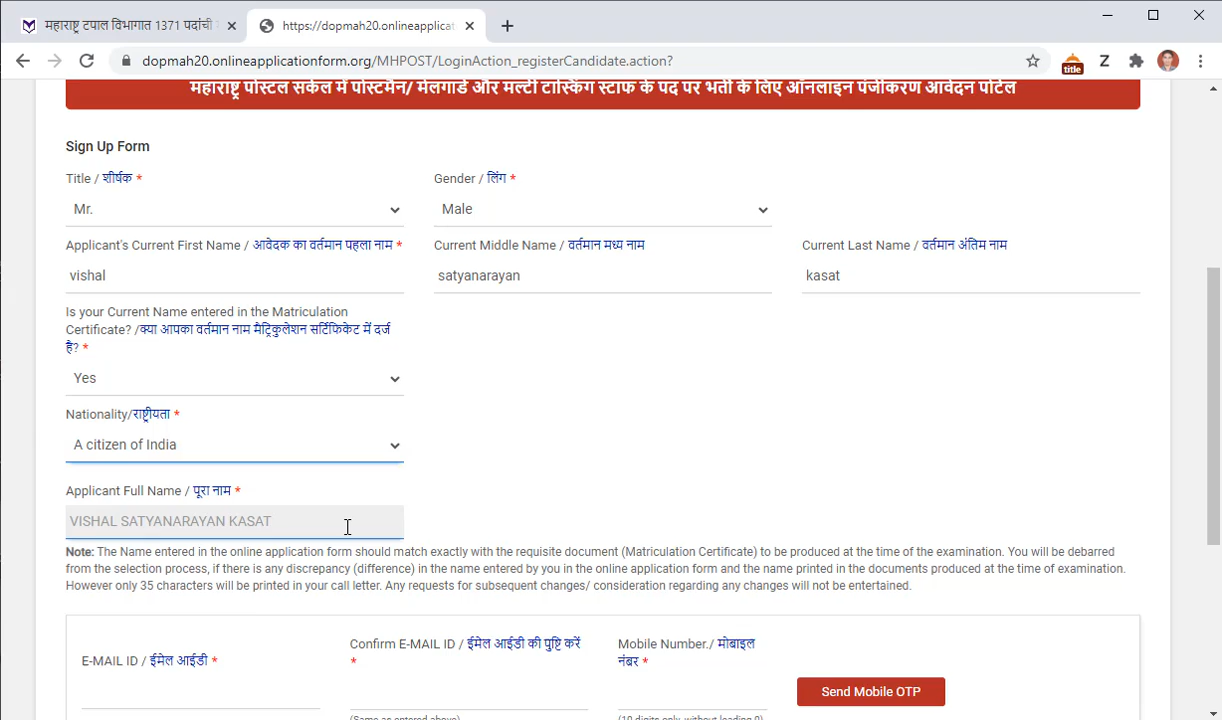 महाराष्ट्र टपाल विभागात 1371 पदांची
https://dopmah20.onlineapplicat
dopmah20.onlineapplicationform.org/MHPOST/LoginAction_registerCandidate.action?
title
Z
महाराष्ट्र पोस्टल सर्कल में पोस्टमैन/ मेलगार्ड और मल्टी टास्किंग स्टाफ के पद पर भर्ती के लिए ऑनलाइन पंजीकरण आवेदन पोर्टल
Sign Up Form
Title / शीर्षक * Gender / लिंग *
Mr. Male
Applicant's Current First Name / आवेदक का वर्तमान पहला नाम * Current Middle Name / वर्तमान मध्य नाम Current Last Name / वर्तमान अंतिम नाम
vishal satyanarayan kasat
Is your Current Name entered in the Matriculation
Certificate? /क्या आपका वर्तमान नाम मैट्रिकुलेशन सर्टिफिकेट में दर्ज
है? *
Yes
Nationality/राष्ट्रीयता *
A citizen of India
Applicant Full Name / पूरा नाम *
VISHAL SATYANARAYAN KASAT
Note: The Name entered in the online application form should match exactly with the requisite document (Matriculation Certificate) to be produced at the time of the examination. You will be debarred
from the selection process, if there is any discrepancy (difference) in the name entered by you in the online application form and the name printed in the documents produced at the time of examination.
However only 35 characters will be printed in your call letter. Any requests for subsequent changes/ consideration regarding any changes will not be entertained.
E-MAIL ID / ईमेल आईडी * Confirm E-MAIL ID / ईमेल आईडी की पुष्टि करें * Mobile Number./ मोबाइल नंबर *
Send Mobile OTP
(Same as entered above) (10 digits only, without leading 0)